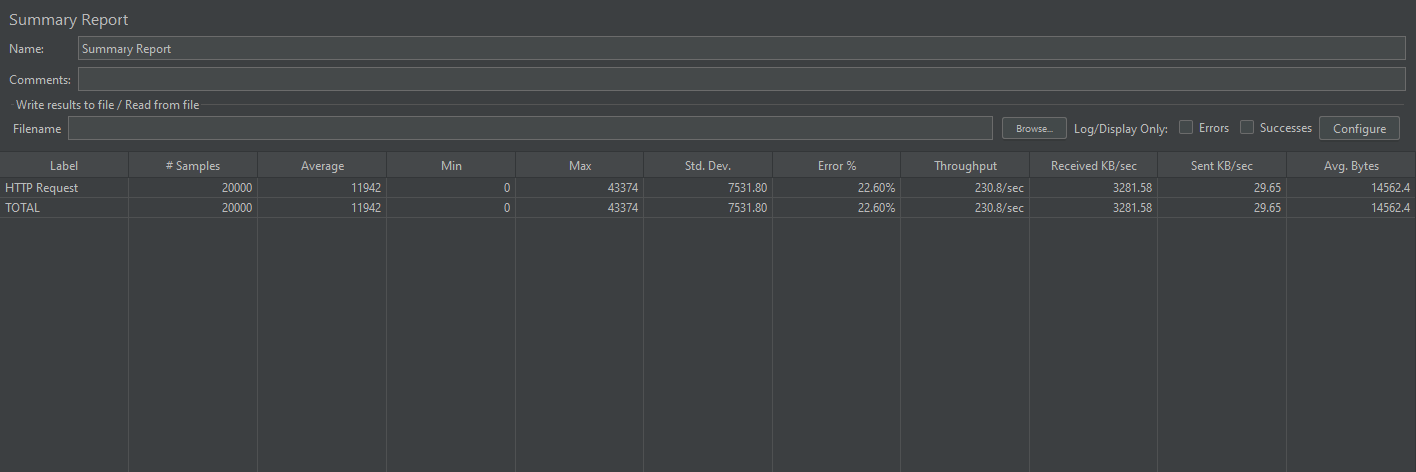 Summary Report
Name: Summary Report
Comments:
Write results to file / Read from file
Filename Browse... Log/Display Only: Errors Successes Configure
Label # Samples Average Min Max Std. Dev. Error % Throughput Received KB/sec Sent KB/sec Avg. Bytes
HTTP Request 20000 11942 0 43374 7531.80 22.60% 230.8/sec 3281.58 29.65 14562.4
TOTAL 20000 11942 0 43374 7531.80 22.60% 230.8/sec 3281.58 29.65 14562.4